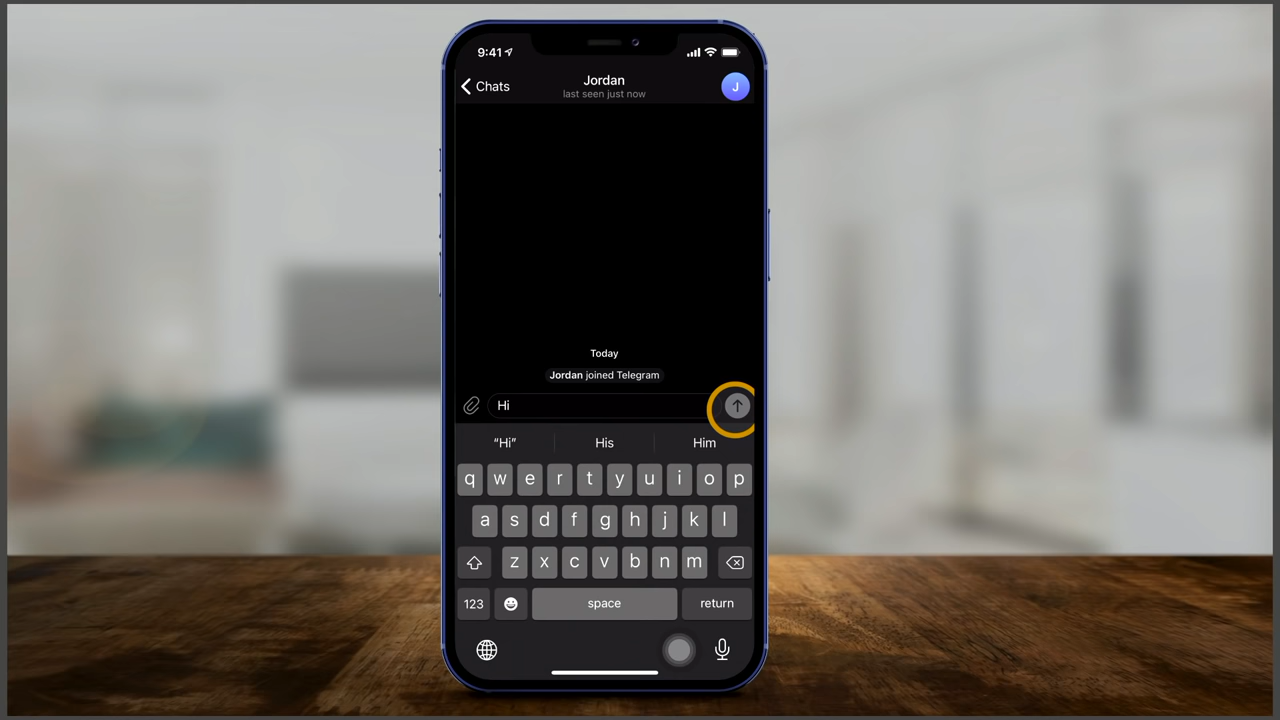 9:41
Chats
Jordan
last seen just now
J
Today
Jordan joined Telegram
Hi
“Hi” His Him
q w e r t y u i o p
a s d f g h j k l
z x c v b n m
123 space return